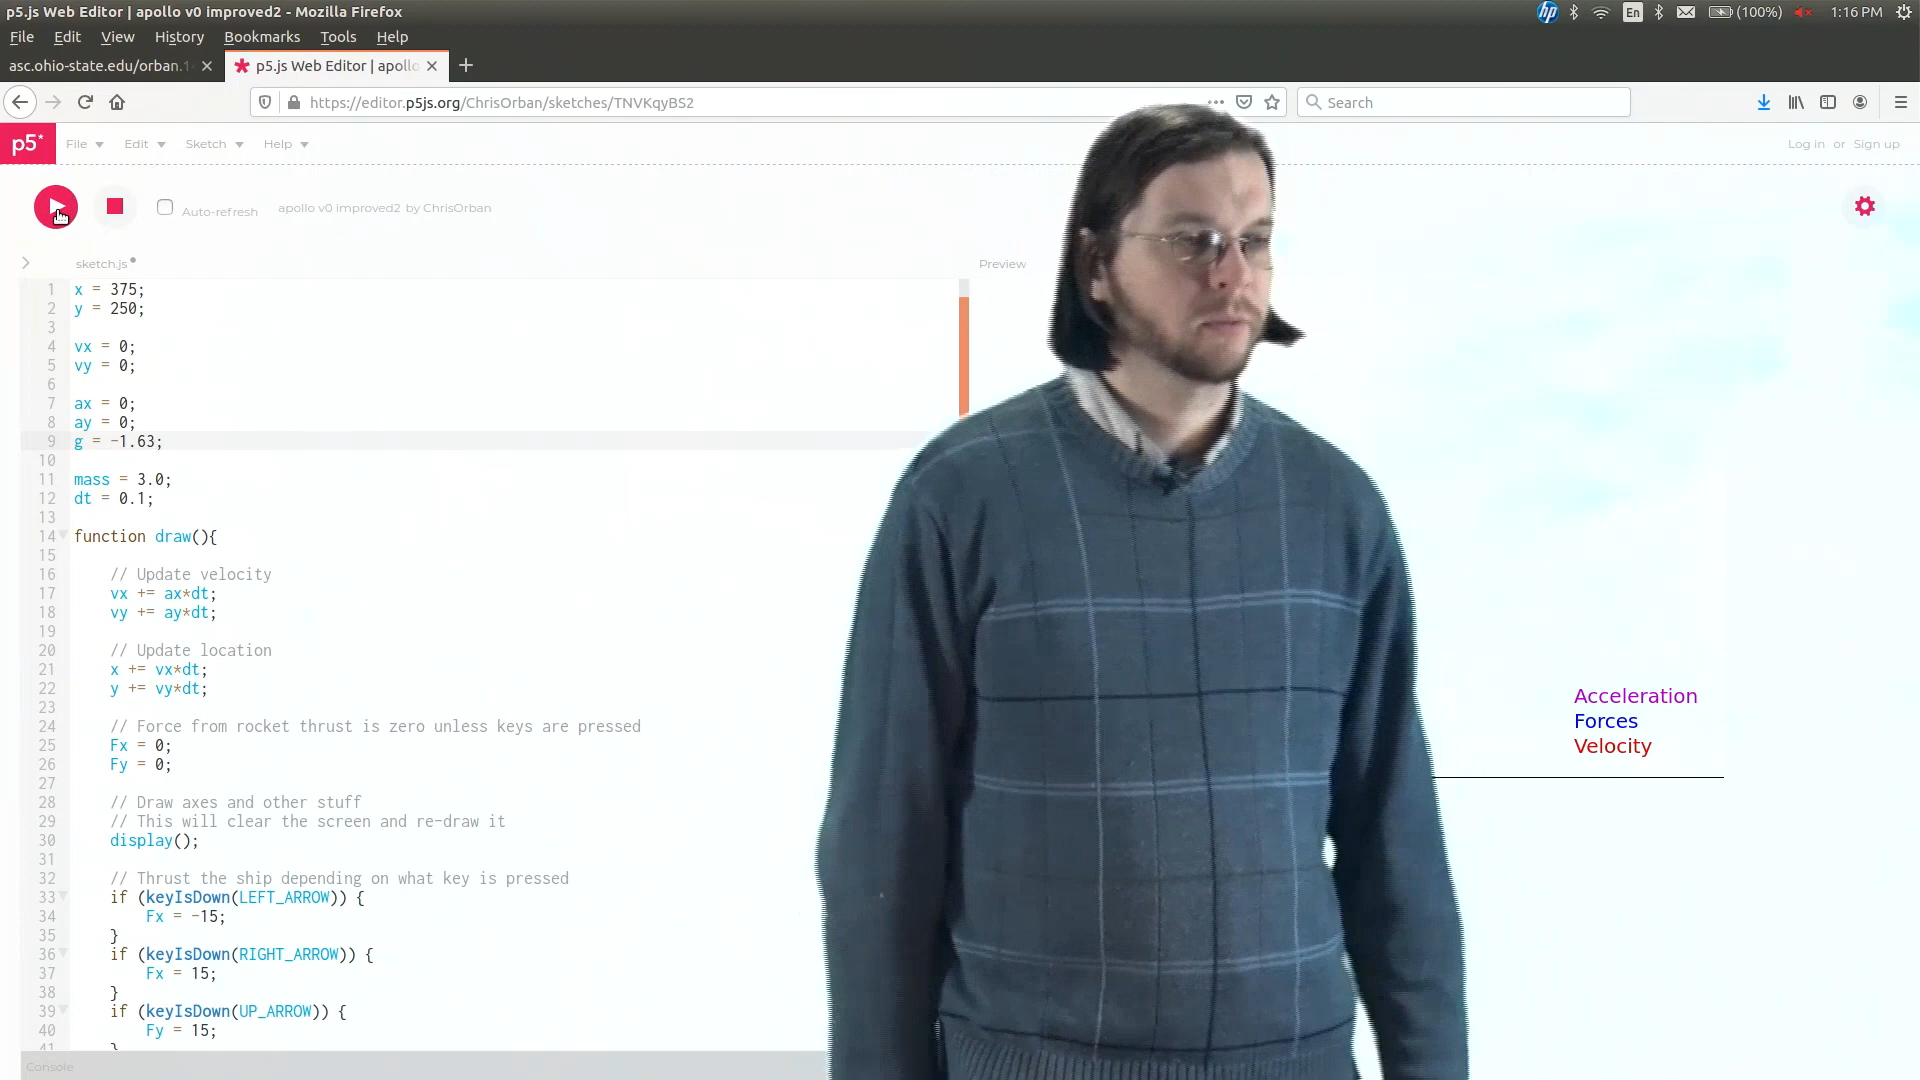 p5.js Web Editor | apollo v0 improved2 - Mozilla Firefox
En
(100%)
1:16 PM
File Edit View History Bookmarks Tools Help
asc.ohio-state.edu/orban.1
p5.js Web Editor | apollo
https://editor.p5js.org/ChrisOrban/sketches/TNVKqyBS2
Search
p5*
File Edit Sketch Help
Log in or Sign up
Auto-refresh
apollo v0 improved2 by ChrisOrban
sketch.js
Preview
1 x = 375;
2 y = 250;
3
4 vx = 0;
5 vy = 0;
6
7 ax = 0;
8 ay = 0;
9 g = -1.63;
10
11 mass = 3.0;
12 dt = 0.1;
13
14 function draw(){
15
16 // Update velocity
17 vx += ax*dt;
18 vy += ay*dt;
19
20 // Update location
21 x += vx*dt;
22 y += vy*dt;
23
24 // Force from rocket thrust is zero unless keys are pressed
25 Fx = 0;
26 Fy = 0;
27
28 // Draw axes and other stuff
29 // This will clear the screen and re-draw it
30 display();
31
32 // Thrust the ship depending on what key is pressed
33 if (keyIsDown(LEFT_ARROW)) {
34 Fx = -15;
35 }
36 if (keyIsDown(RIGHT_ARROW)) {
37 Fx = 15;
38 }
39 if (keyIsDown(UP_ARROW)) {
40 Fy = 15;
41 }
Console
Acceleration
Forces
Velocity